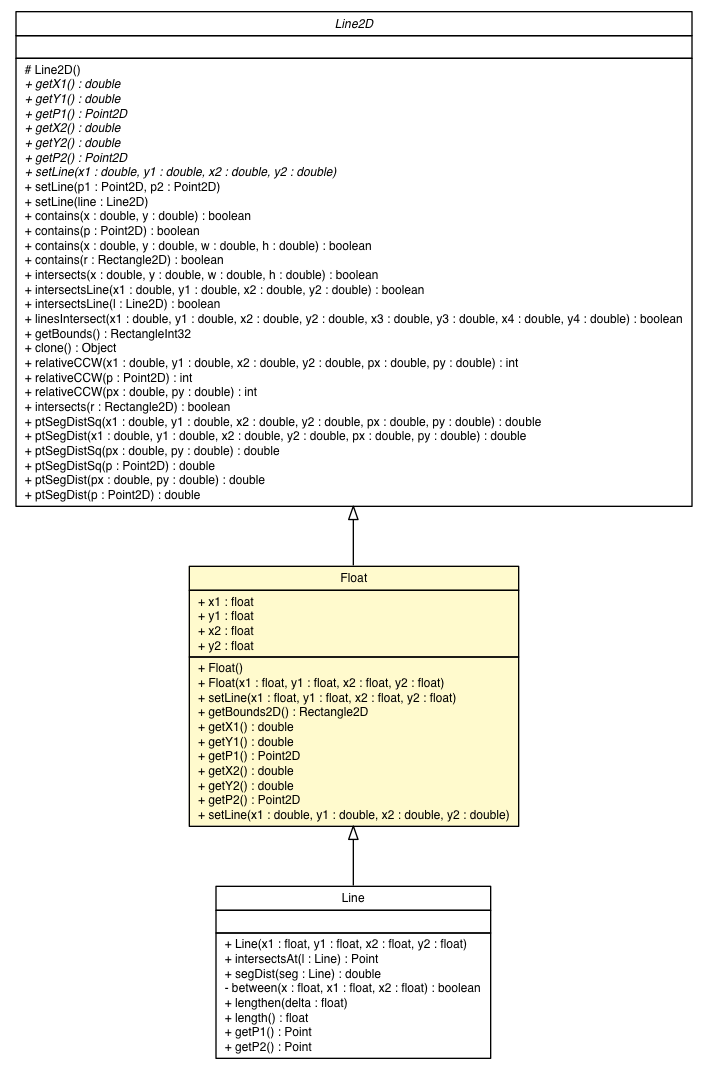 Line2D
# Line2D()
+ getX1() : double
+ getY1() : double
+ getP1() : Point2D
+ getX2() : double
+ getY2() : double
+ getP2() : Point2D
+ setLine(x1 : double, y1 : double, x2 : double, y2 : double)
+ setLine(p1 : Point2D, p2 : Point2D)
+ setLine(line : Line2D)
+ contains(x : double, y : double) : boolean
+ contains(p : Point2D) : boolean
+ contains(x : double, y : double, w : double, h : double) : boolean
+ contains(r : Rectangle2D) : boolean
+ intersects(x : double, y : double, w : double, h : double) : boolean
+ intersectsLine(x1 : double, y1 : double, x2 : double, y2 : double) : boolean
+ intersectsLine(l : Line2D) : boolean
+ linesIntersect(x1 : double, y1 : double, x2 : double, y2 : double, x3 : double, y3 : double, x4 : double, y4 : double) : boolean
+ getBounds() : RectangleInt32
+ clone() : Object
+ relativeCCW(x1 : double, y1 : double, x2 : double, y2 : double, px : double, py : double) : int
+ relativeCCW(p : Point2D) : int
+ relativeCCW(px : double, py : double) : int
+ intersects(r : Rectangle2D) : boolean
+ ptSegDistSq(x1 : double, y1 : double, x2 : double, y2 : double, px : double, py : double) : double
+ ptSegDist(x1 : double, y1 : double, x2 : double, y2 : double, px : double, py : double) : double
+ ptSegDistSq(px : double, py : double) : double
+ ptSegDistSq(p : Point2D) : double
+ ptSegDist(px : double, py : double) : double
+ ptSegDist(p : Point2D) : double
Float
+ x1 : float
+ y1 : float
+ x2 : float
+ y2 : float
+ Float()
+ Float(x1 : float, y1 : float, x2 : float, y2 : float)
+ setLine(x1 : float, y1 : float, x2 : float, y2 : float)
+ getBounds2D() : Rectangle2D
+ getX1() : double
+ getY1() : double
+ getP1() : Point2D
+ getX2() : double
+ getY2() : double
+ getP2() : Point2D
+ setLine(x1 : double, y1 : double, x2 : double, y2 : double)
Line
+ Line(x1 : float, y1 : float, x2 : float, y2 : float)
+ intersectsAt(l : Line) : Point
+ segDist(seg : Line) : double
- between(x : float, x1 : float, x2 : float) : boolean
+ lengthen(delta : float)
+ length() : float
+ getP1() : Point
+ getP2() : Point